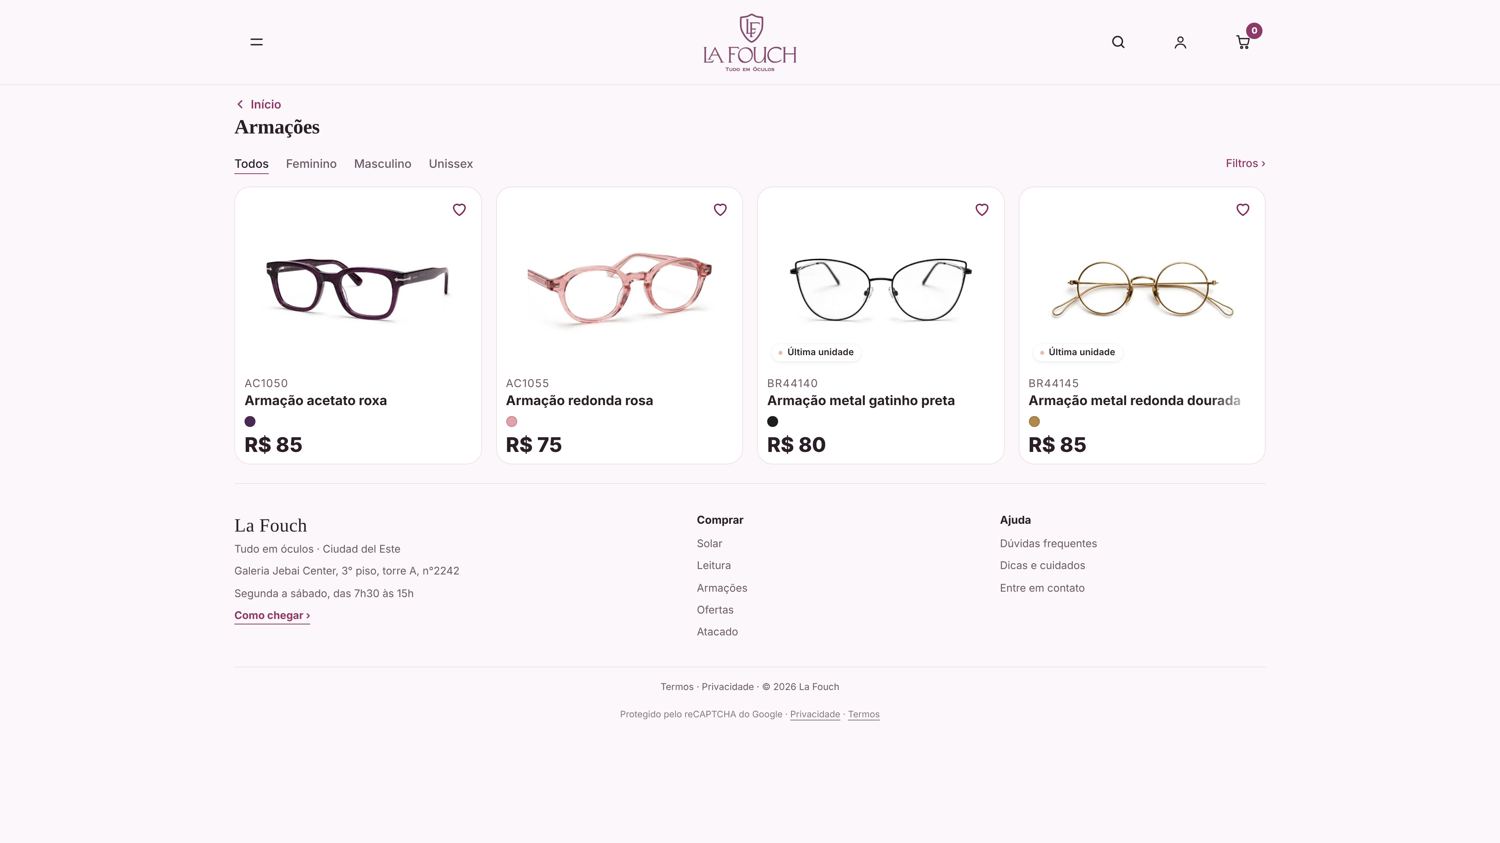 0
LF
LA FOUCH
Tudo em Óculos
Início
Armações
Todos Feminino Masculino Unissex Filtros ›
AC1050
Armação acetato roxa
R$ 85
AC1055
Armação redonda rosa
R$ 75
Última unidade
BR44140
Armação metal gatinho preta
R$ 80
Última unidade
BR44145
Armação metal redonda dourada
R$ 85
La Fouch
Tudo em óculos · Ciudad del Este
Galeria Jebai Center, 3° piso, torre A, n°2242
Segunda a sábado, das 7h30 às 15h
Como chegar ›
Comprar
Solar
Leitura
Armações
Ofertas
Atacado
Ajuda
Dúvidas frequentes
Dicas e cuidados
Entre em contato
Termos · Privacidade · © 2026 La Fouch
Protegido pelo reCAPTCHA do Google · Privacidade · Termos